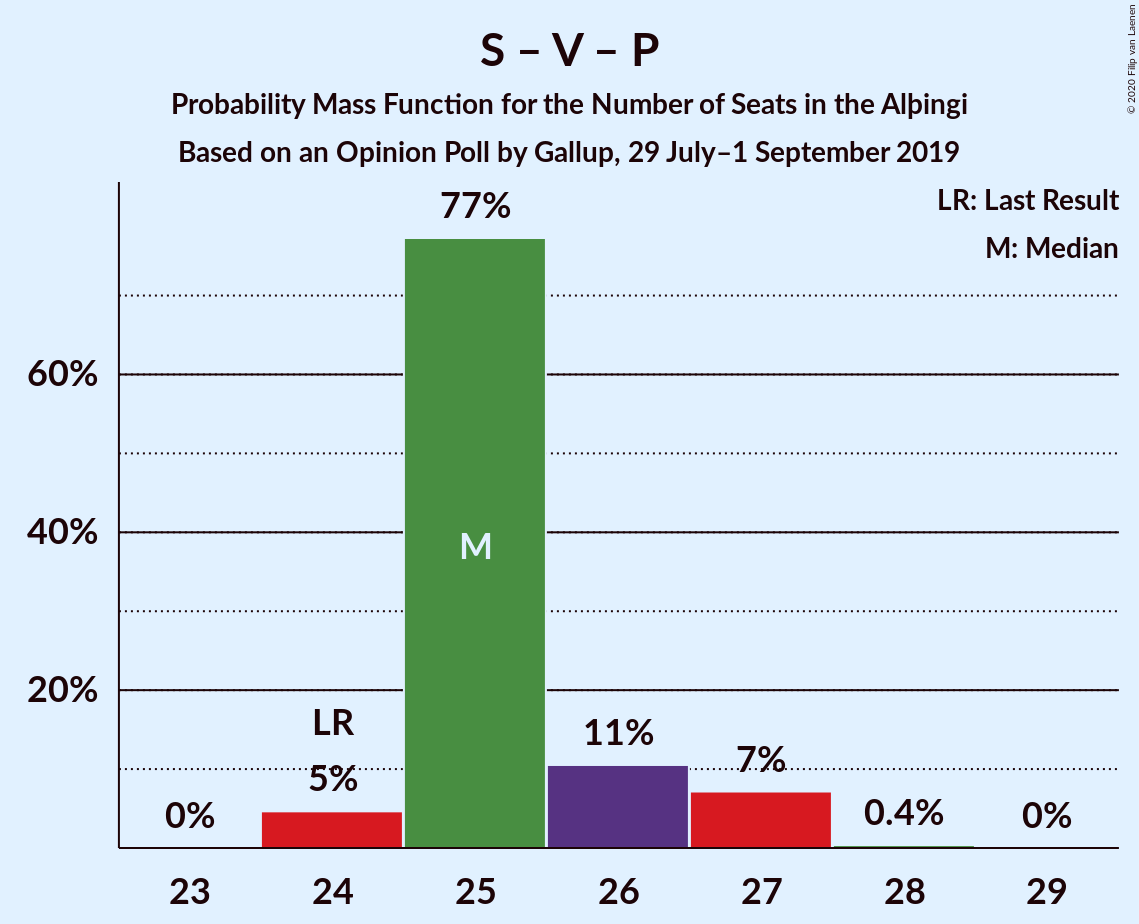 S – V – P
Probability Mass Function for the Number of Seats in the Alþingi
Based on an Opinion Poll by Gallup, 29 July–1 September 2019
© 2020 Filip van Laenen
LR: Last Result
M: Median
77%
60%
40%
M
20%
LR
11%
7%
5%
0%
0.4%
0%
23 24 25 26 27 28 29